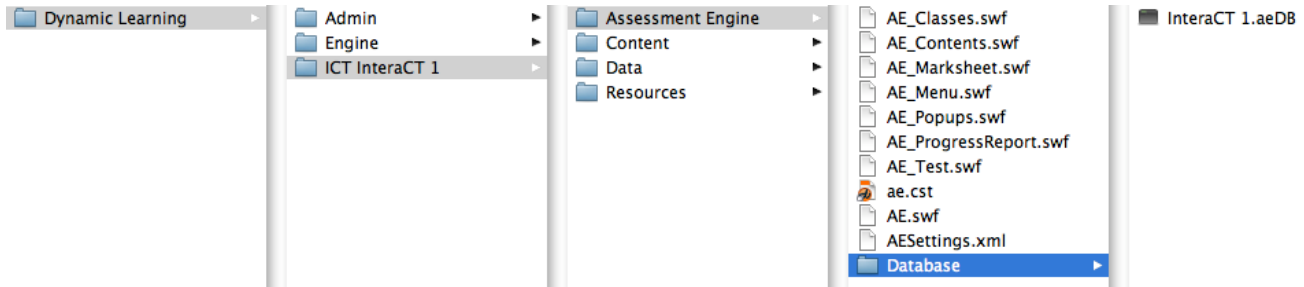 Dynamic Learning
Admin
Engine
ICT InteraCT 1
Assessment Engine
Content
Data
Resources
AE_Classes.swf
AE_Contents.swf
AE_Marksheet.swf
AE_Menu.swf
AE_Popups.swf
AE_ProgressReport.swf
AE_Test.swf
ae.cst
AE.swf
AESettings.xml
Database
InteraCT 1.aeDB